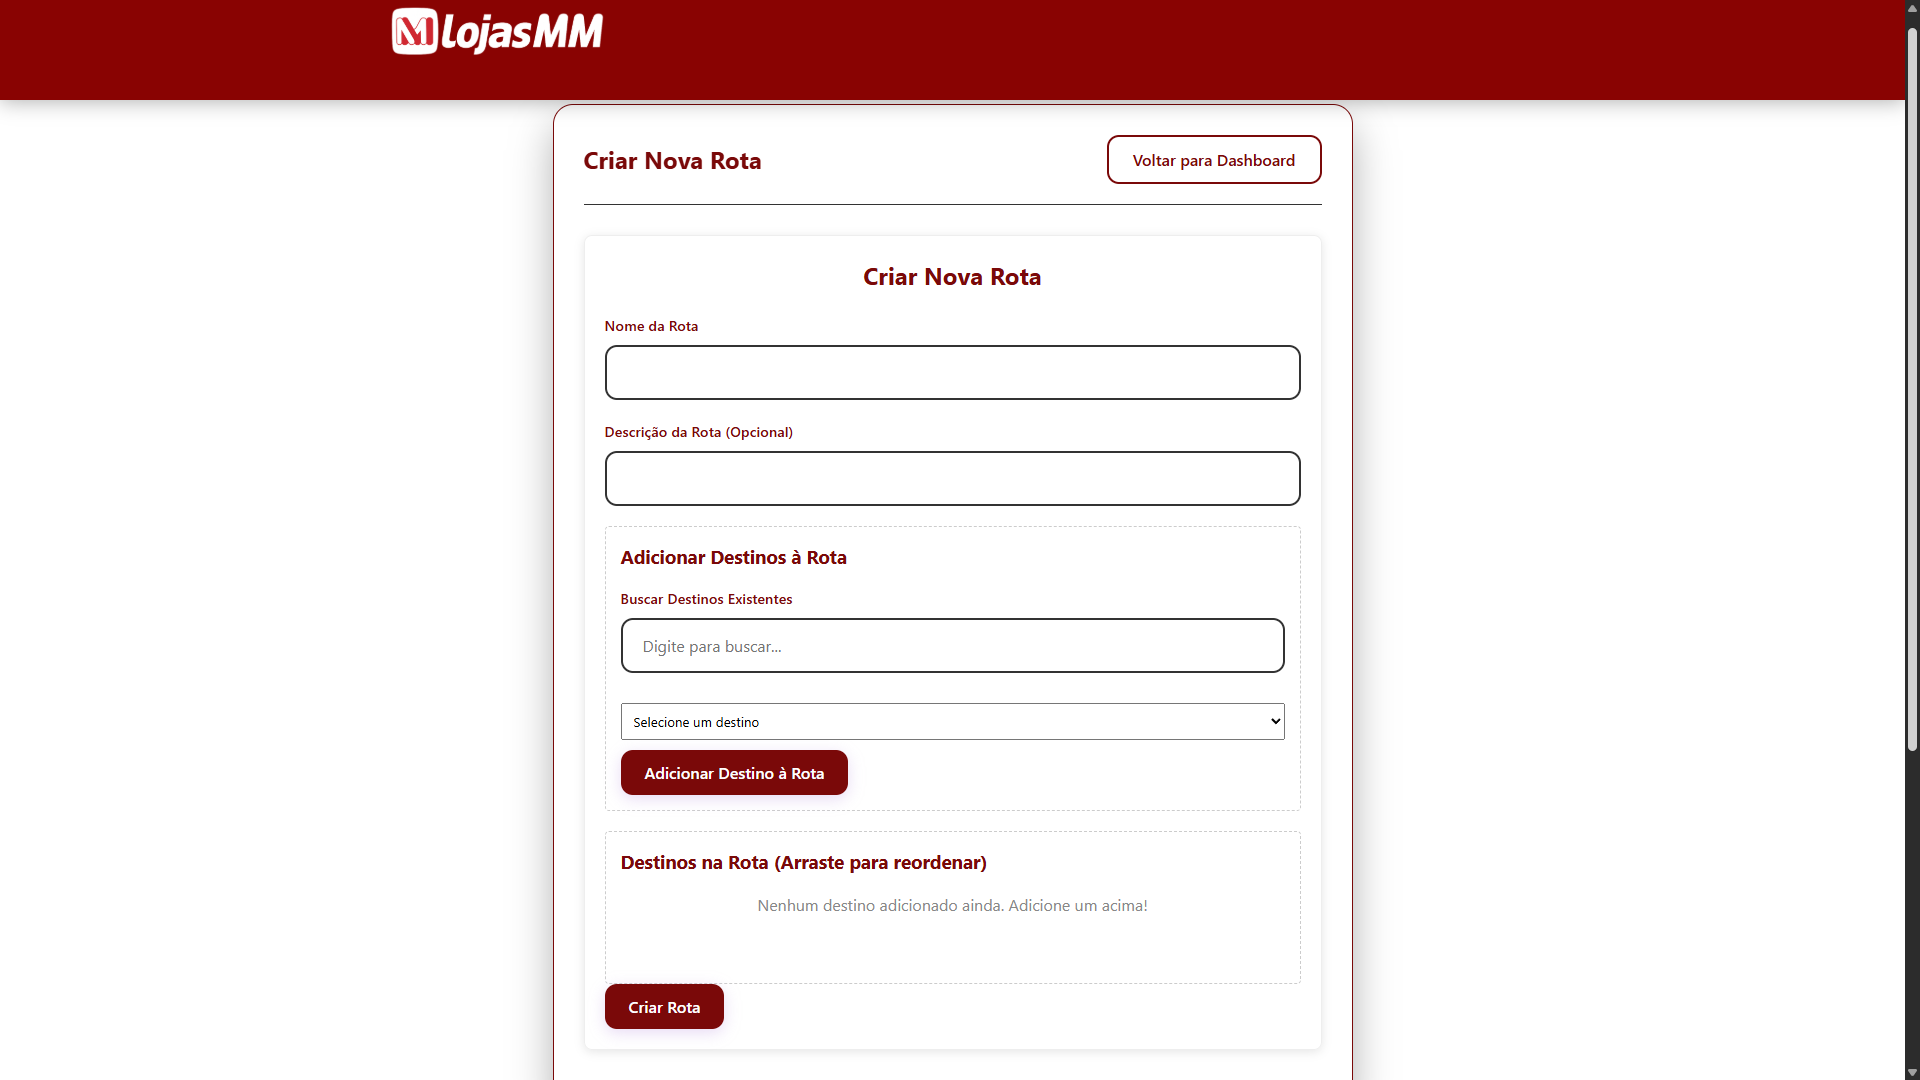 M lojasMM
Criar Nova Rota
Voltar para Dashboard
Criar Nova Rota
Nome da Rota
Descrição da Rota (Opcional)
Adicionar Destinos à Rota
Buscar Destinos Existentes
Digite para buscar...
Selecione um destino
Adicionar Destino à Rota
Destinos na Rota (Arraste para reordenar)
Nenhum destino adicionado ainda. Adicione um acima!
Criar Rota